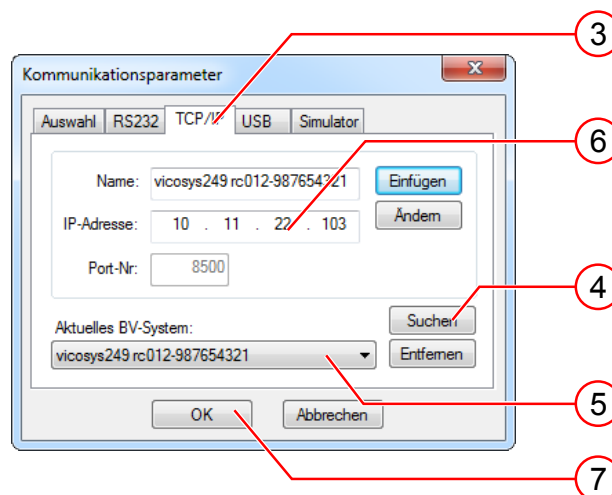 3
Kommunikationsparameter
Auswahl RS232 TCP/IP USB Simulator
6
Name: vicosys249 rc012-987654321 Einfügen
IP-Adresse: 10 . 11 . 22 . 103 Ändern
Port-Nr: 8500
4
Aktuelles BV-System: Suchen
vicosys249 rc012-987654321 Entfernen
5
OK Abbrechen
7